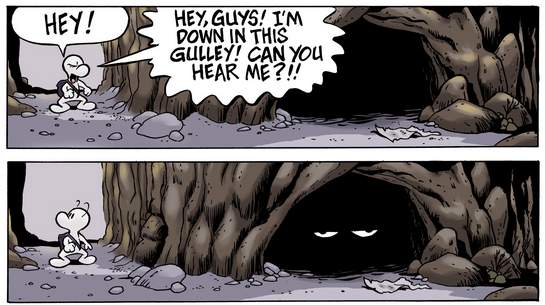 HEY!
HEY, GUYS! I'M
DOWN IN THIS
GULLEY! CAN YOU
HEAR ME?!!
??